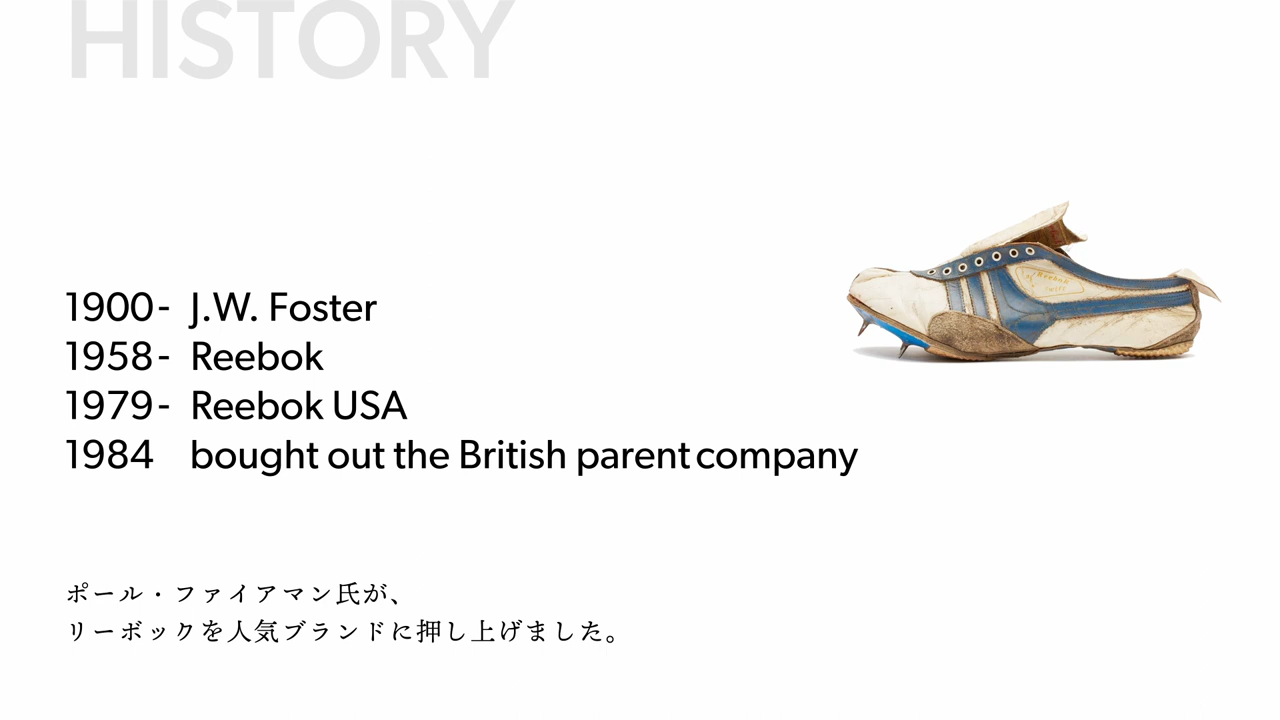 HISTORY
1900- J.W. Foster
1958- Reebok
1979- Reebok USA
1984 bought out the British parent company
Reebok
ポール・ファイアマン氏が、
リーボックを人気ブランドに押し上げました。